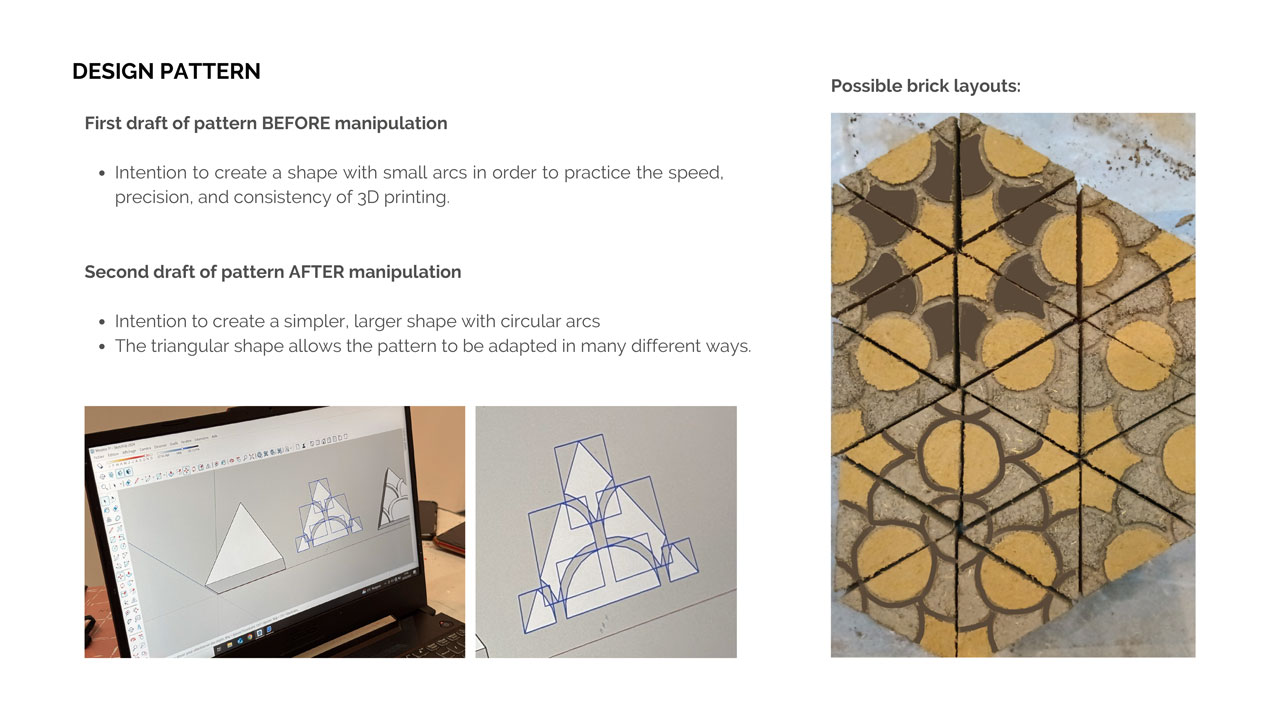 DESIGN PATTERN
First draft of pattern BEFORE manipulation
• Intention to create a shape with small arcs in order to practice the speed,
precision, and consistency of 3D printing.
Second draft of pattern AFTER manipulation
• Intention to create a simpler, larger shape with circular arcs
• The triangular shape allows the pattern to be adapted in many different ways.
Possible brick layouts: